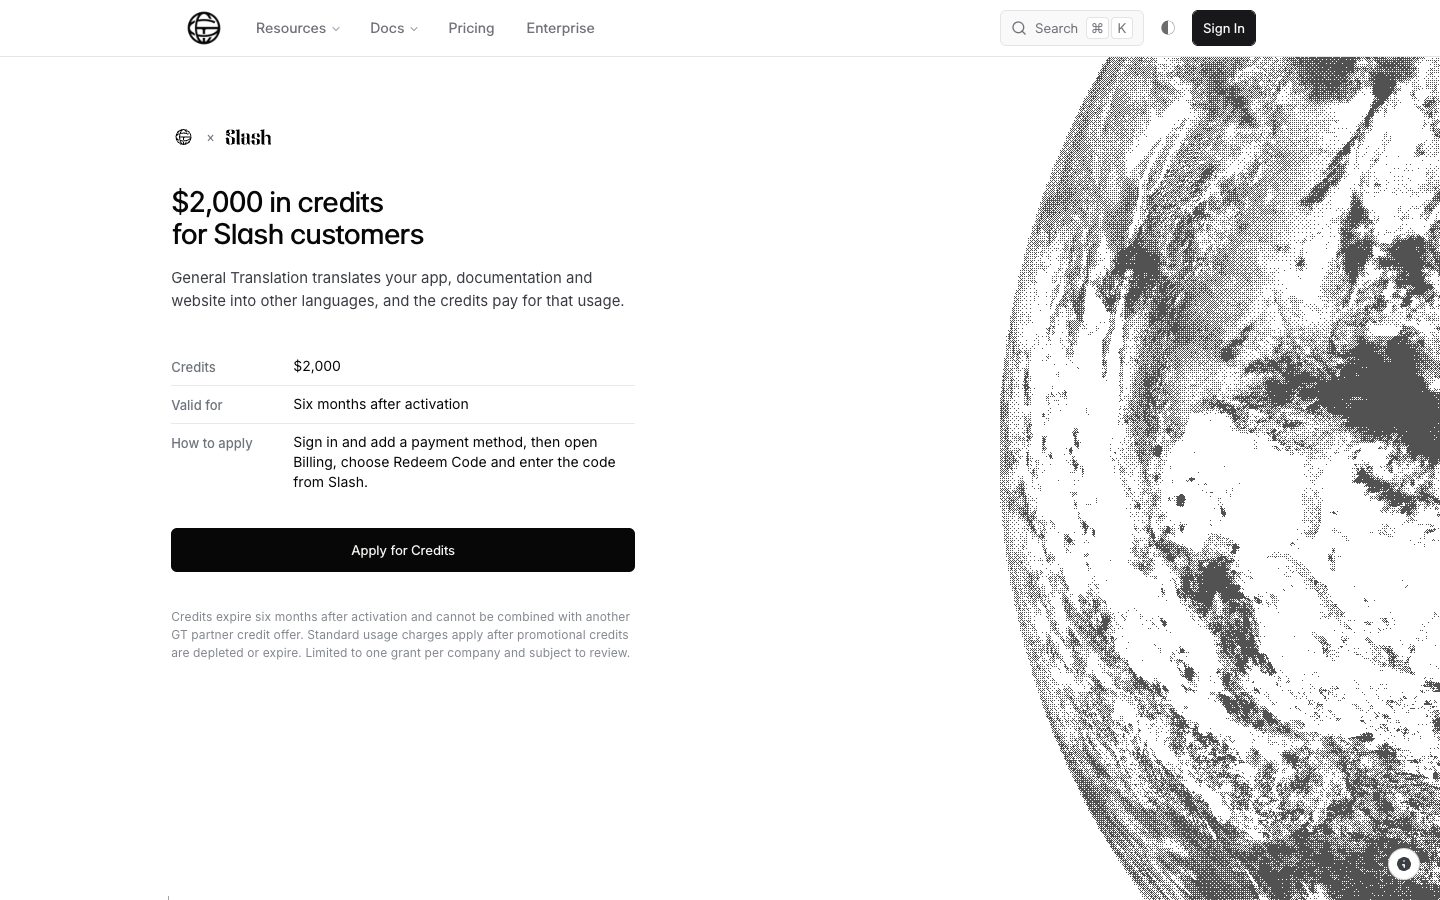 Resources
Docs
Pricing
Enterprise
Search ⌘ K
Sign In
× Slash
$2,000 in credits
for Slash customers
General Translation translates your app, documentation and
website into other languages, and the credits pay for that usage.
Credits $2,000
Valid for Six months after activation
How to apply Sign in and add a payment method, then open
Billing, choose Redeem Code and enter the code
from Slash.
Apply for Credits
Credits expire six months after activation and cannot be combined with another
GT partner credit offer. Standard usage charges apply after promotional credits
are depleted or expire. Limited to one grant per company and subject to review.